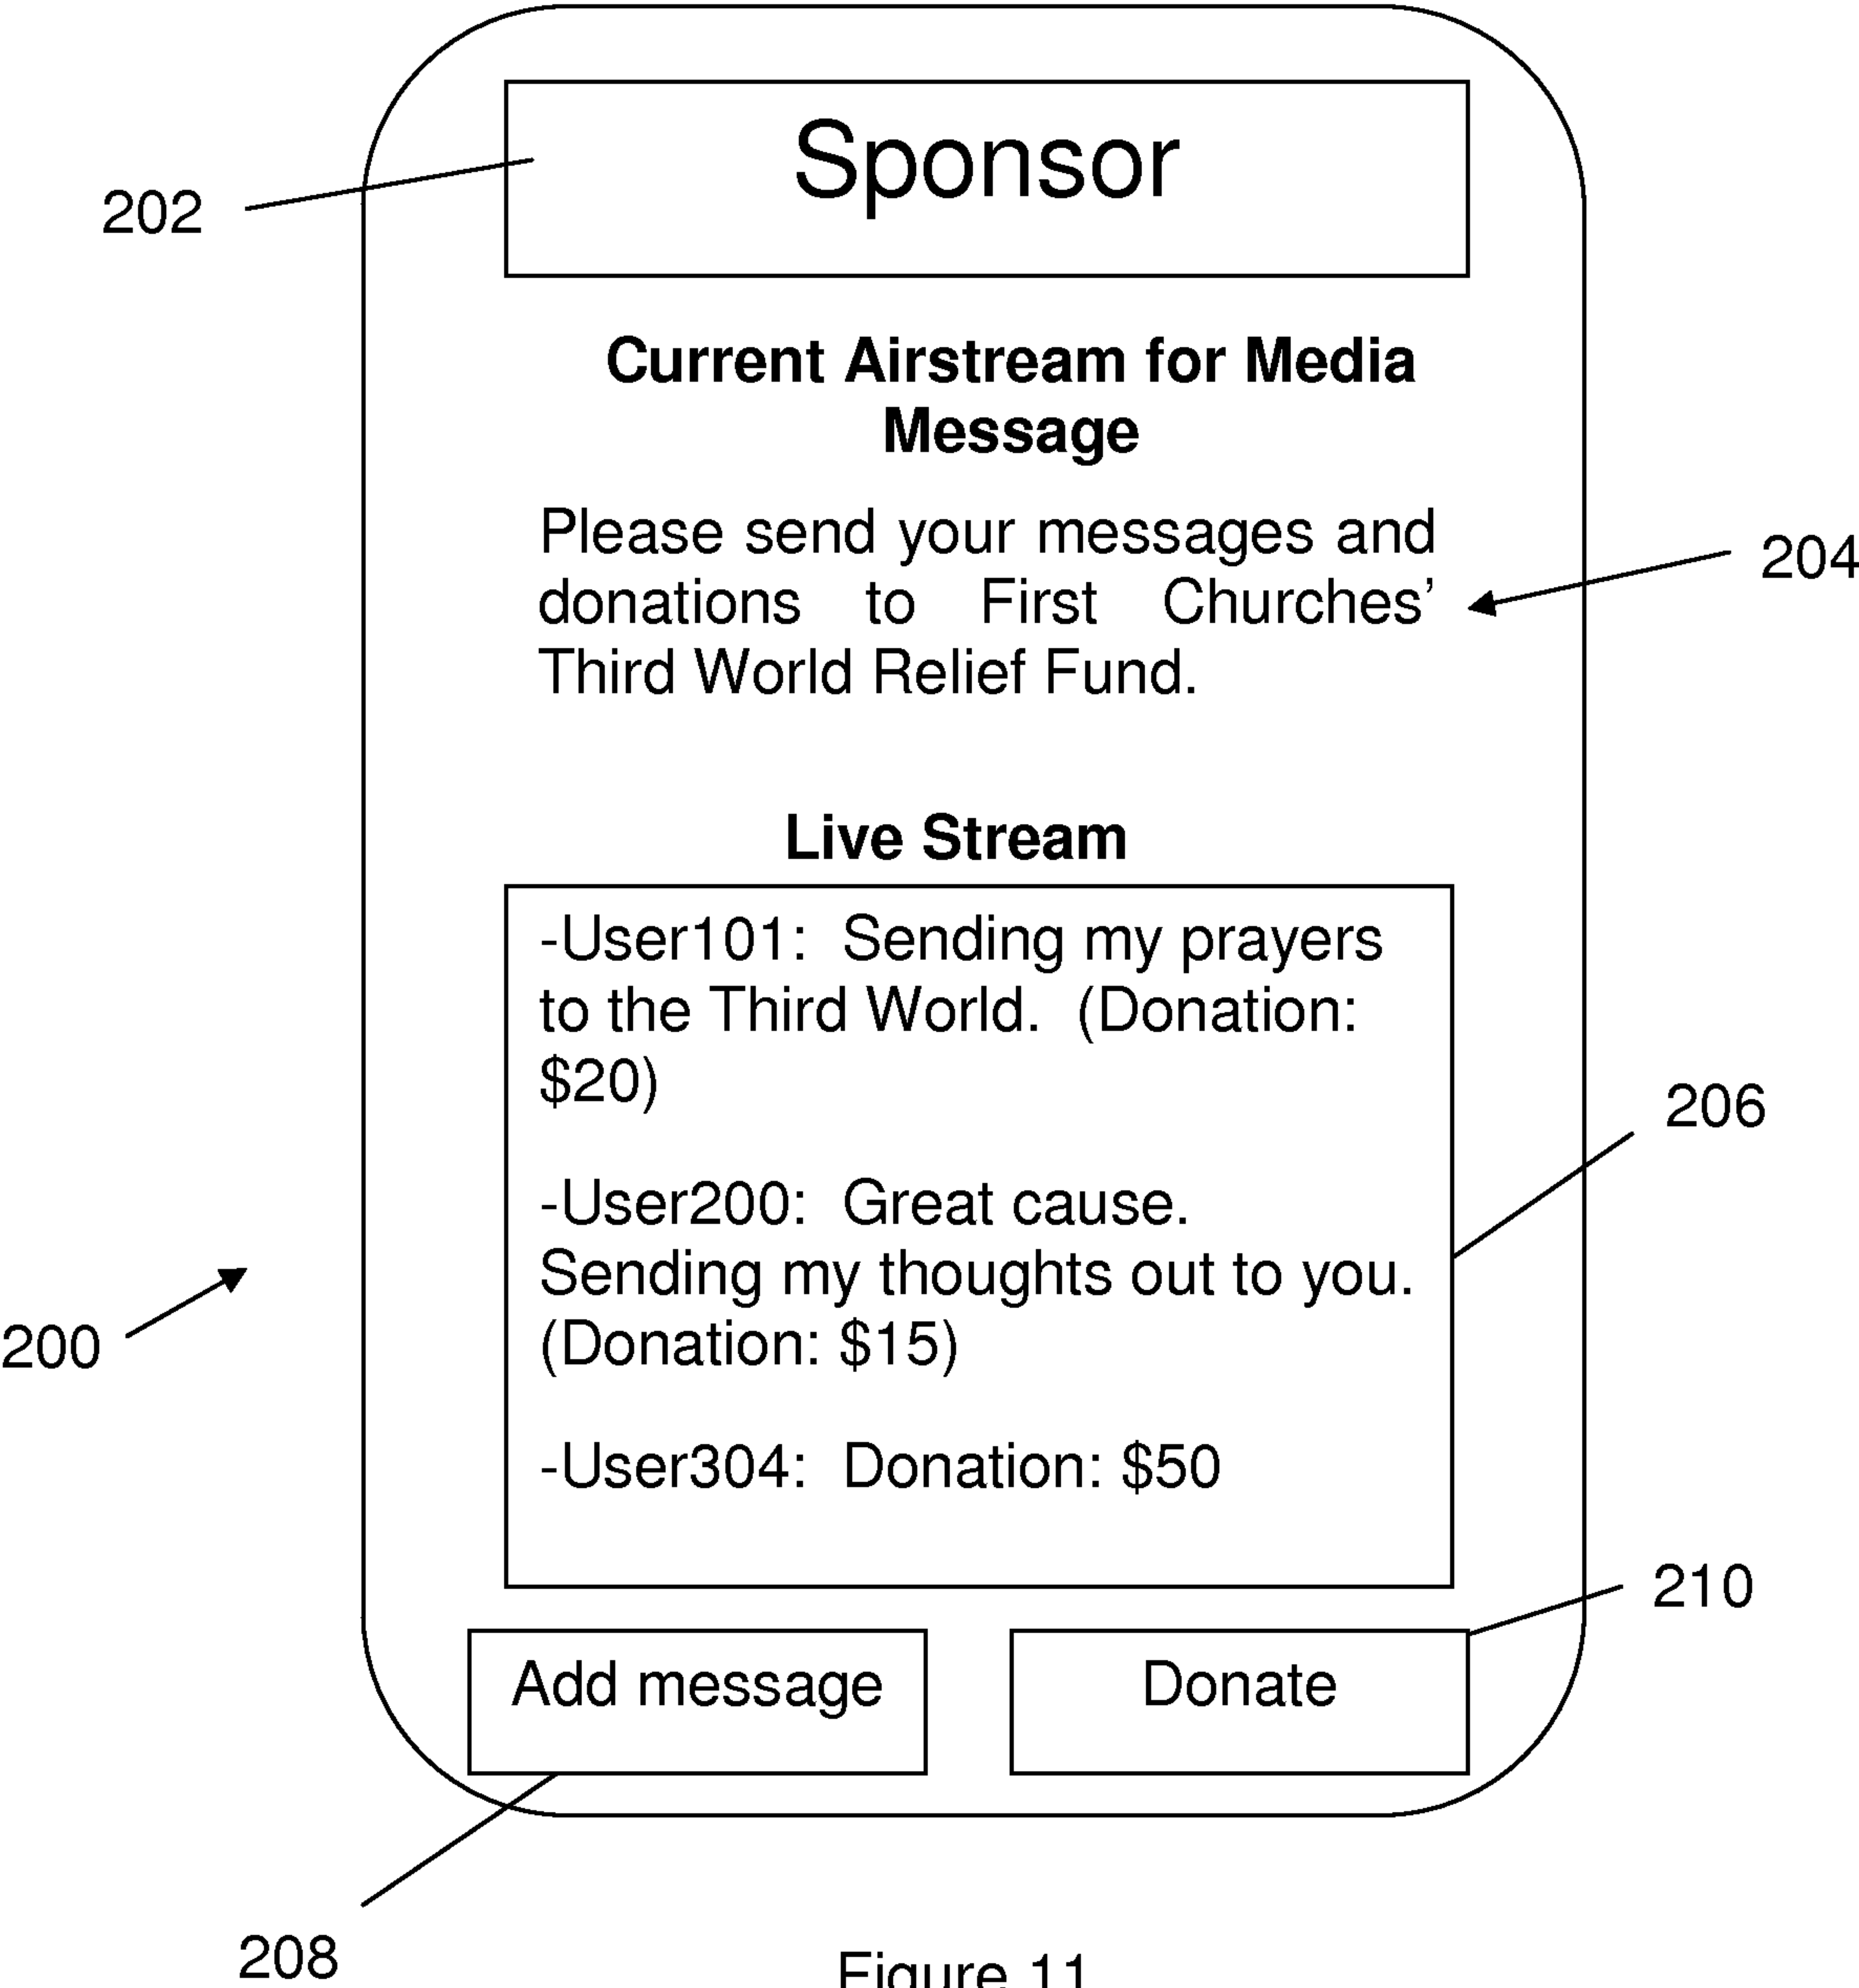 Sponsor
202
Current Airstream for Media
Message
Please send your messages and
donations to First Churches’
Third World Relief Fund.
204
Live Stream
-User101: Sending my prayers
to the Third World. (Donation:
$20)
206
-User200: Great cause.
Sending my thoughts out to you.
(Donation: $15)
200
-User304: Donation: $50
210
Add message
Donate
208
Figure 11